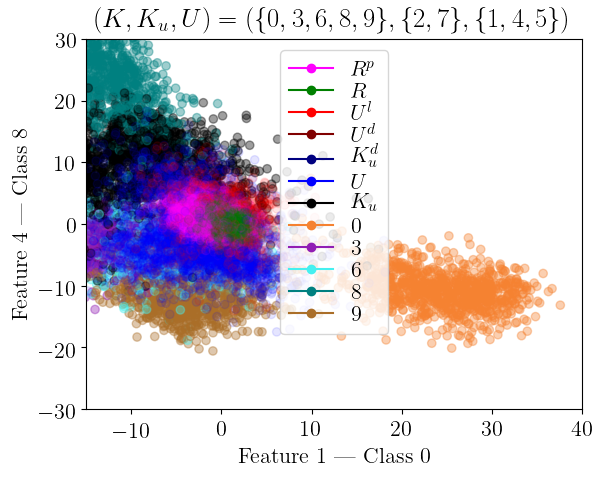 (K, K_u, U) = ({0, 3, 6, 8, 9}, {2, 7}, {1, 4, 5})
30
20
10
0
−10
−20
−30
Feature 4 — Class 8
R^p
R
U^l
U^d
K_u^d
U
K_u
0
3
6
8
9
−10
0
10
20
30
40
Feature 1 — Class 0